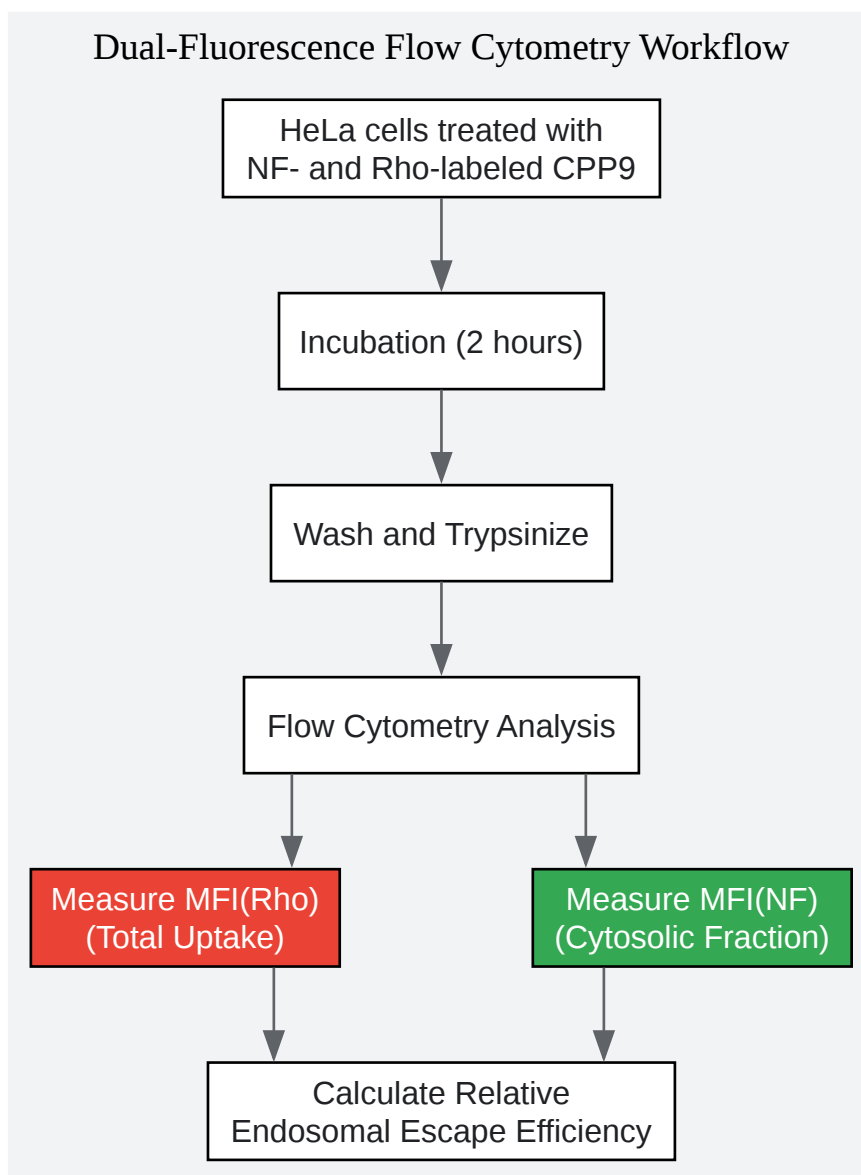 Dual-Fluorescence Flow Cytometry Workflow
HeLa cells treated with
NF- and Rho-labeled CPP9
Incubation (2 hours)
Wash and Trypsinize
Flow Cytometry Analysis
Measure MFI(Rho)
(Total Uptake)
Measure MFI(NF)
(Cytosolic Fraction)
Calculate Relative
Endosomal Escape Efficiency